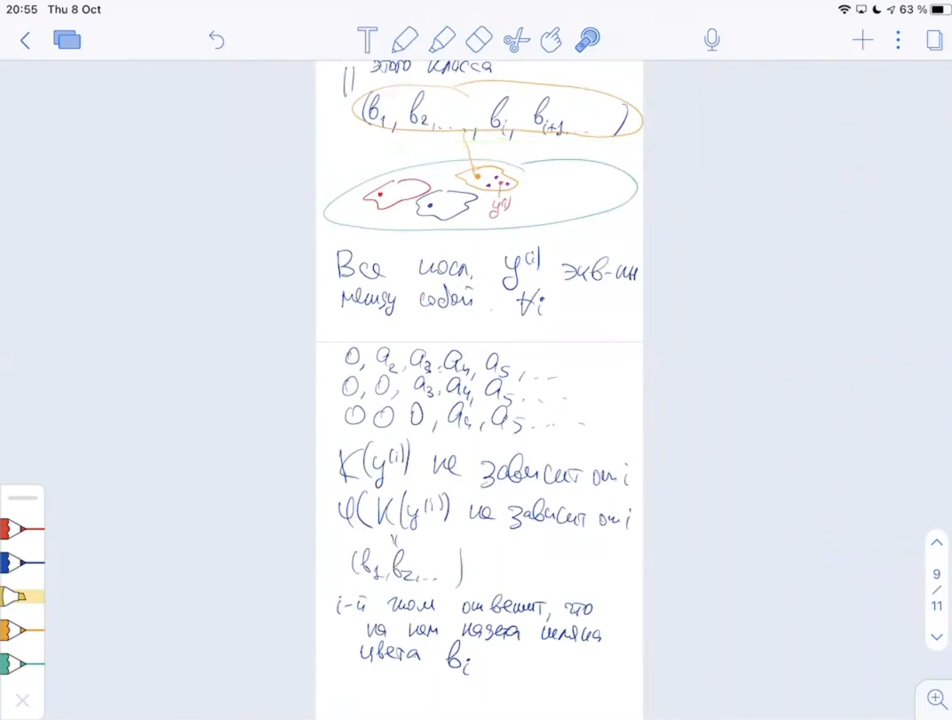 20:55 Thu 8 Oct 63 %
T
этого класса
(b₁, b₂, ..., bᵢ, bᵢ₊₁... )
y⁽ⁱ⁾
Все посл. y⁽ⁱ⁾ экв-ны
между собой ∀i
0, a₂, a₃, a₄, a₅, ...
0, 0, a₃, a₄, a₅ ...
0 0 0, a₄, a₅ ...
K(y⁽ⁱ⁾) не зависит от i
φ(K(y⁽ⁱ⁾) не зависит от i
(b₁, b₂, ... )
i-й гном ответит, что
на нем надета шляпа
цвета bᵢ
9
/
11